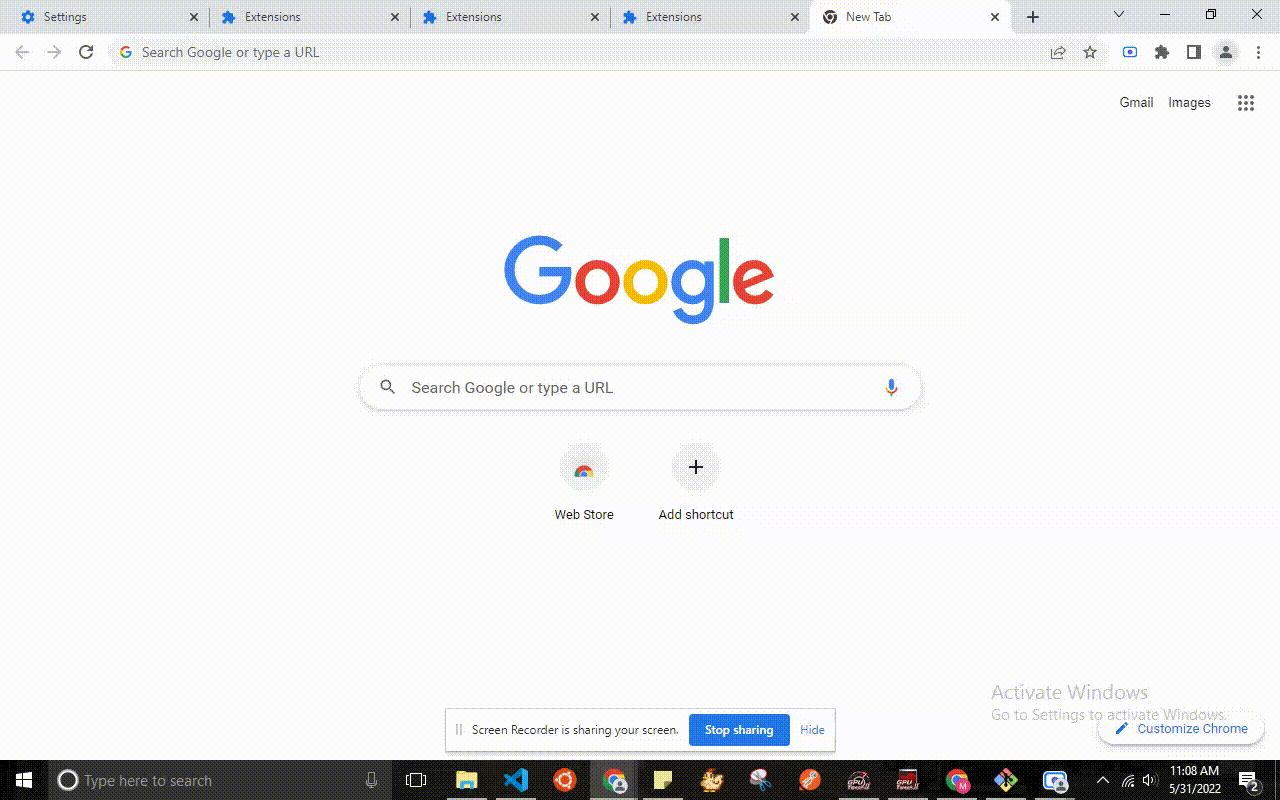 Settings
Extensions
Extensions
Extensions
New Tab
Search Google or type a URL
Gmail Images
Google
Search Google or type a URL
Web Store
Add shortcut
Activate Windows
Go to Settings to activate Windows.
Customize Chrome
Screen Recorder is sharing your screen.
Stop sharing
Hide
Type here to search
M
11:08 AM
5/31/2022
2